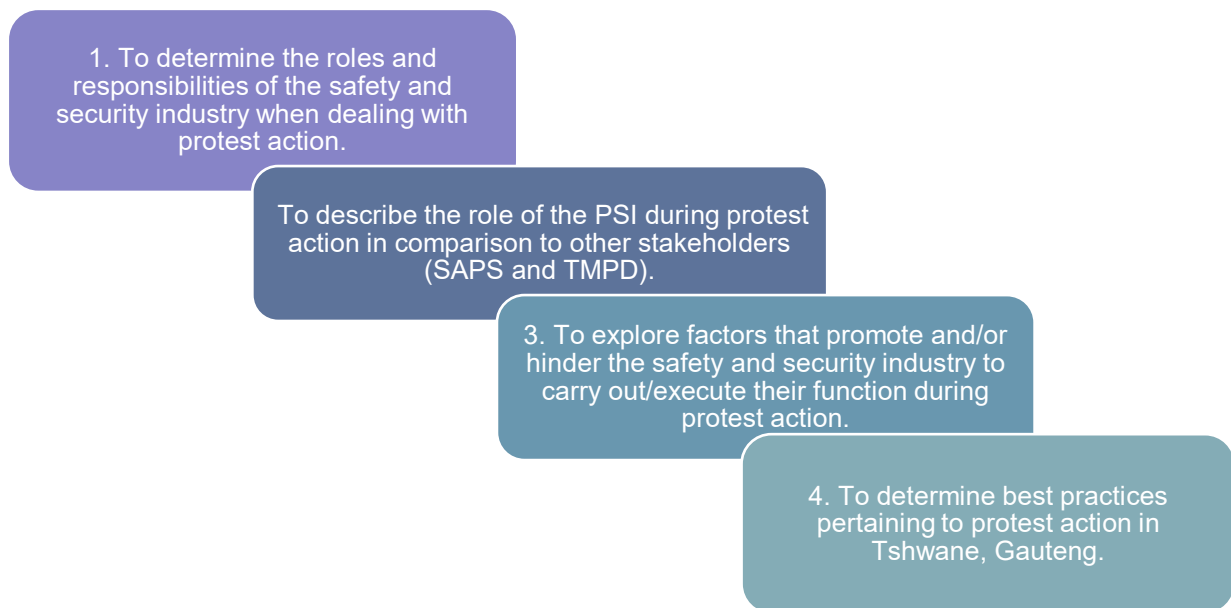 1. To determine the roles and
responsibilities of the safety and
security industry when dealing with
protest action.
To describe the role of the PSI during protest
action in comparison to other stakeholders
(SAPS and TMPD).
3. To explore factors that promote and/or
hinder the safety and security industry to
carry out/execute their function during
protest action.
4. To determine best practices
pertaining to protest action in
Tshwane, Gauteng.